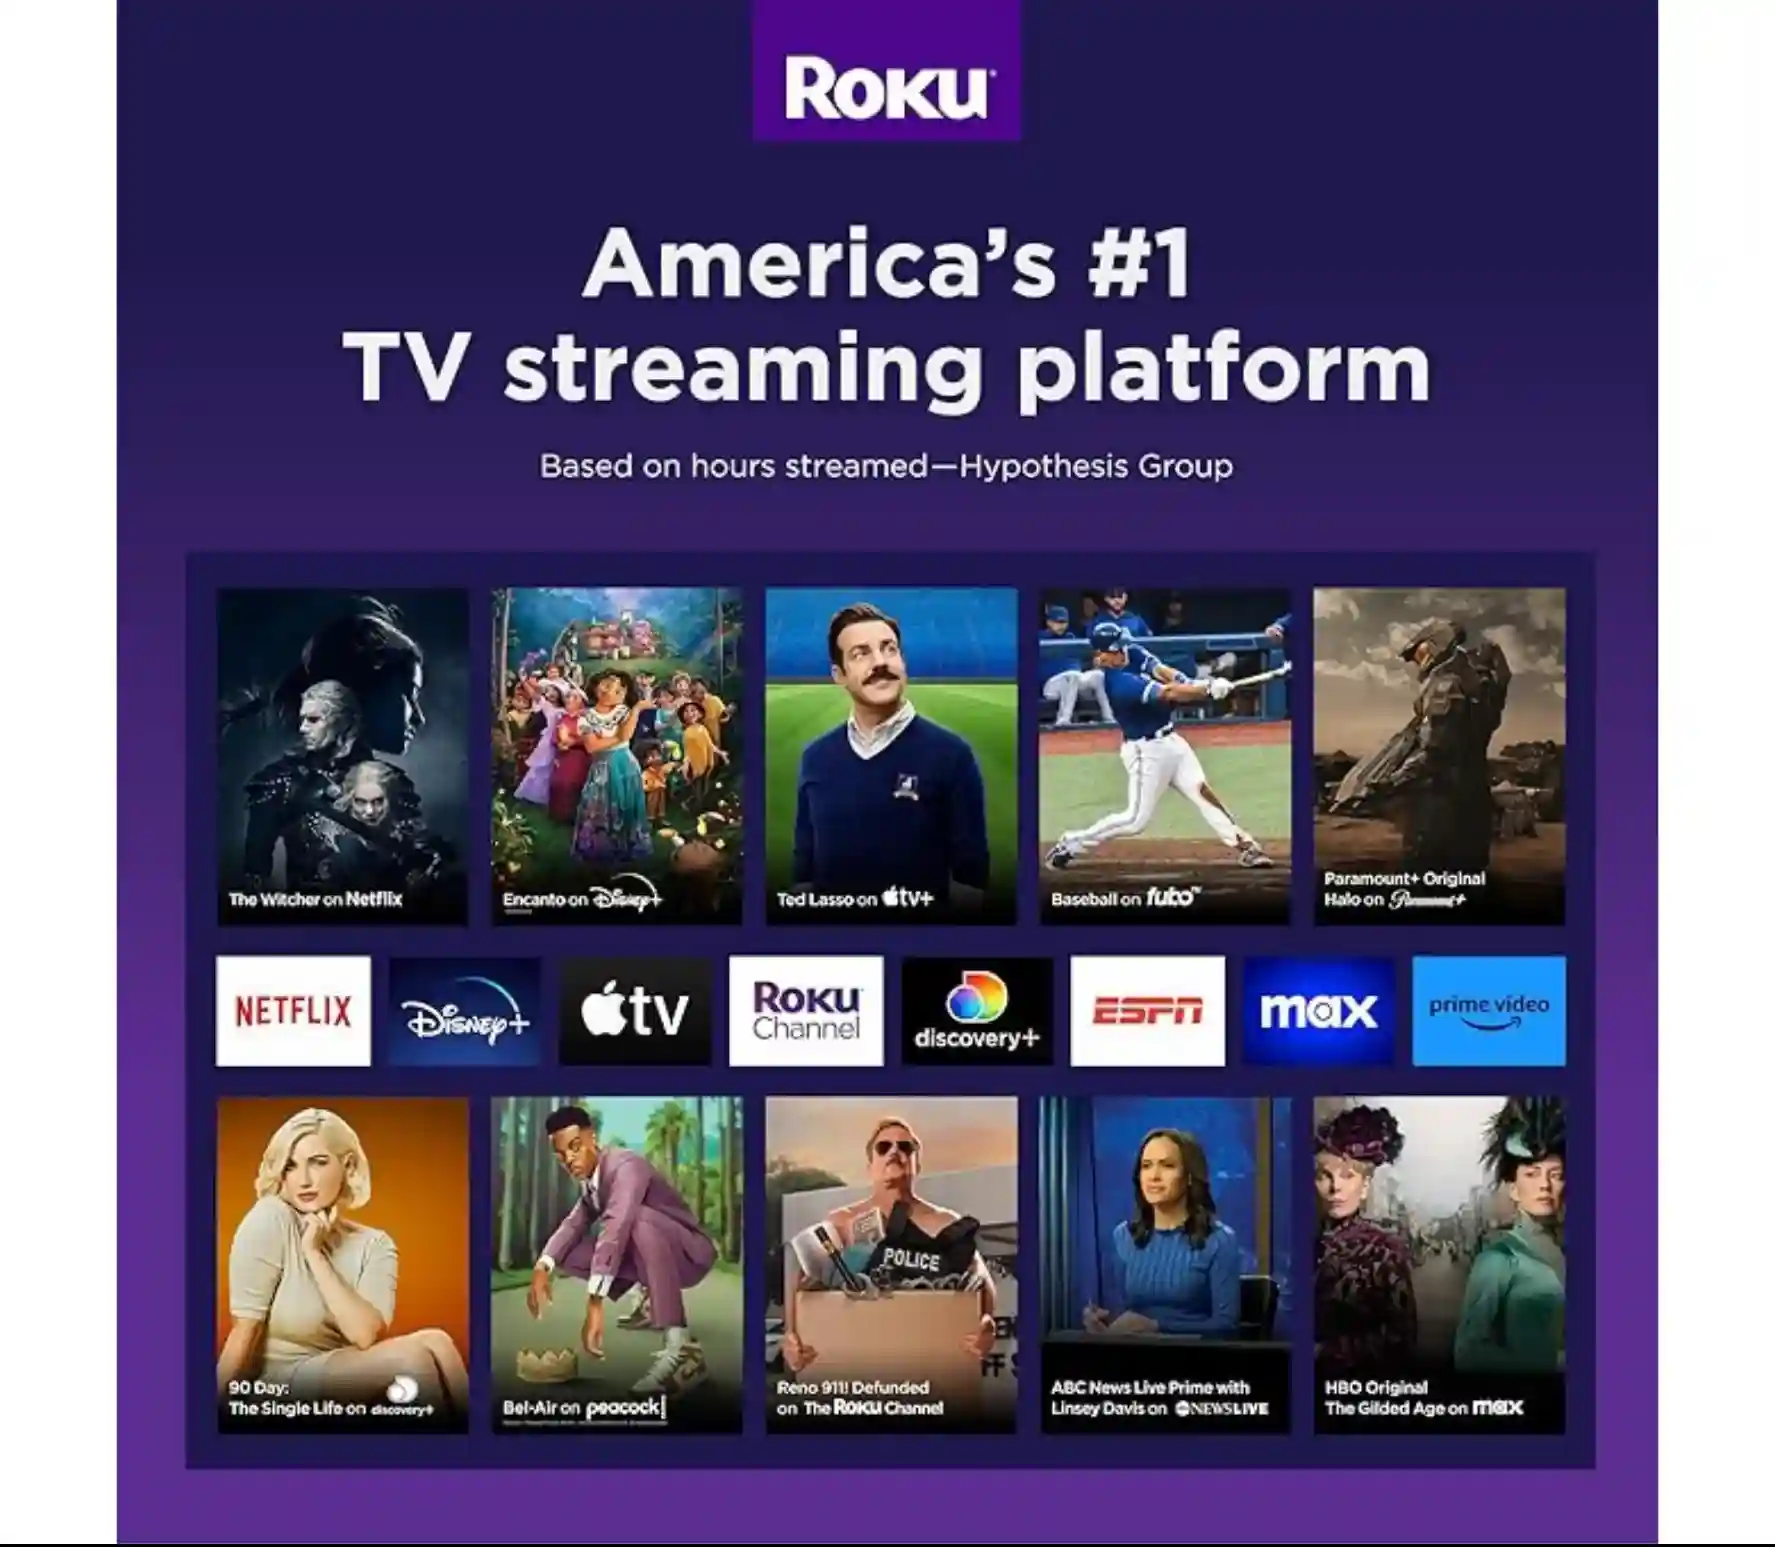 ROKU
America's #1
TV streaming platform
Based on hours streamed—Hypothesis Group
The Witcher on Netflix
Encanto on Disney+
Ted Lasso on tv+
Baseball on fubo™
Paramount+ Original
Halo on Paramount+
NETFLIX
Disney+
tv
ROKU
Channel
discovery+
ESPN
max
prime video
POLICE
90 Day:
The Single Life on discovery+
Bel-Air on peacock
Reno 911! Defunded
on The ROKU Channel
ABC News Live Prime with
Linsey Davis on abc NEWS LIVE
HBO Original
The Gilded Age on max